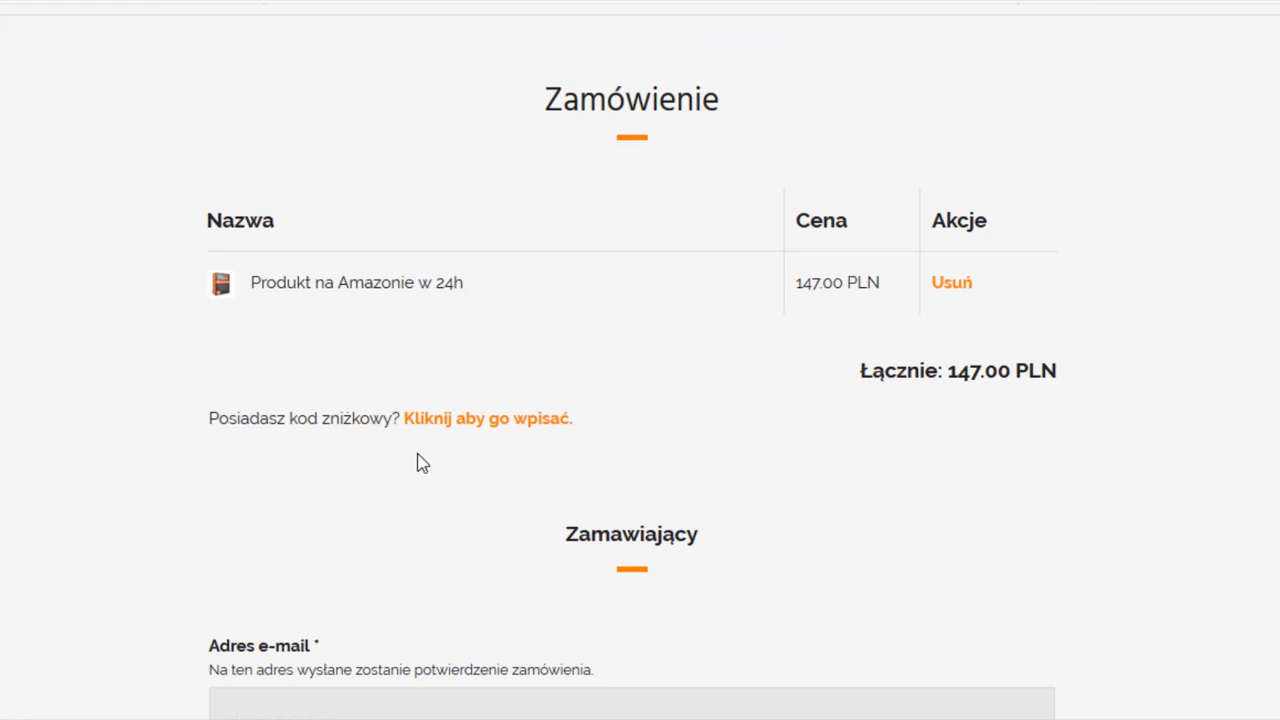 Zamówienie
Nazwa Cena Akcje
Produkt na Amazonie w 24h 147.00 PLN Usuń
Łącznie: 147.00 PLN
Posiadasz kod zniżkowy? Kliknij aby go wpisać.
Zamawiający
Adres e-mail *
Na ten adres wysłane zostanie potwierdzenie zamówienia.